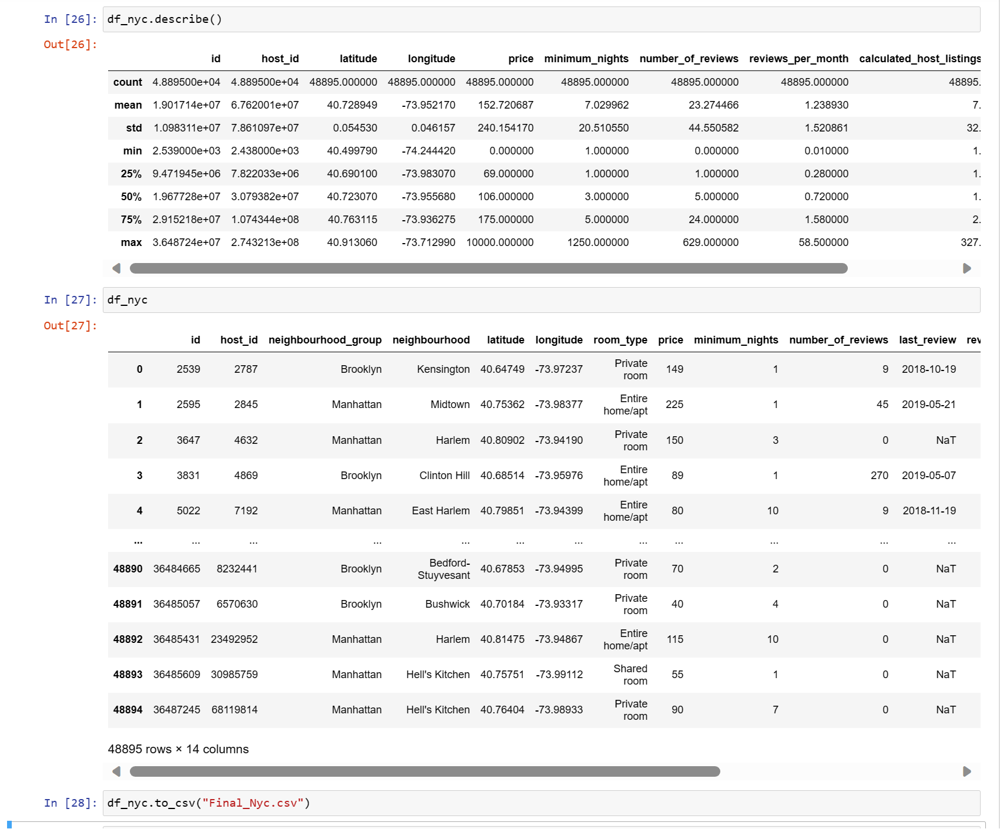 In [26]: df_nyc.describe()
Out[26]:
id host_id latitude longitude price minimum_nights number_of_reviews reviews_per_month calculated_host_listings
count 4.889500e+04 4.889500e+04 48895.000000 48895.000000 48895.000000 48895.000000 48895.000000 48895.000000 48895.
mean 1.901714e+07 6.762001e+07 40.728949 -73.952170 152.720687 7.029962 23.274466 1.238930 7.
std 1.098311e+07 7.861097e+07 0.054530 0.046157 240.154170 20.510550 44.550582 1.520861 32.
min 2.539000e+03 2.438000e+03 40.499790 -74.244420 0.000000 1.000000 0.000000 0.010000 1.
25% 9.471945e+06 7.822033e+06 40.690100 -73.983070 69.000000 1.000000 1.000000 0.280000 1.
50% 1.967728e+07 3.079382e+07 40.723070 -73.955680 106.000000 3.000000 5.000000 0.720000 1.
75% 2.915218e+07 1.074344e+08 40.763115 -73.936275 175.000000 5.000000 24.000000 1.580000 2.
max 3.648724e+07 2.743213e+08 40.913060 -73.712990 10000.000000 1250.000000 629.000000 58.500000 327.
In [27]: df_nyc
Out[27]:
id host_id neighbourhood_group neighbourhood latitude longitude room_type price minimum_nights number_of_reviews last_review rev
0 2539 2787 Brooklyn Kensington 40.64749 -73.97237 Private room 149 1 9 2018-10-19
1 2595 2845 Manhattan Midtown 40.75362 -73.98377 Entire home/apt 225 1 45 2019-05-21
2 3647 4632 Manhattan Harlem 40.80902 -73.94190 Private room 150 3 0 NaT
3 3831 4869 Brooklyn Clinton Hill 40.68514 -73.95976 Entire home/apt 89 1 270 2019-05-07
4 5022 7192 Manhattan East Harlem 40.79851 -73.94399 Entire home/apt 80 10 9 2018-11-19
... ... ... ... ... ... ... ... ... ... ... ...
48890 36484665 8232441 Brooklyn Bedford-Stuyvesant 40.67853 -73.94995 Private room 70 2 0 NaT
48891 36485057 6570630 Brooklyn Bushwick 40.70184 -73.93317 Private room 40 4 0 NaT
48892 36485431 23492952 Manhattan Harlem 40.81475 -73.94867 Entire home/apt 115 10 0 NaT
48893 36485609 30985759 Manhattan Hell's Kitchen 40.75751 -73.99112 Shared room 55 1 0 NaT
48894 36487245 68119814 Manhattan Hell's Kitchen 40.76404 -73.98933 Private room 90 7 0 NaT
48895 rows × 14 columns
In [28]: df_nyc.to_csv("Final_Nyc.csv")